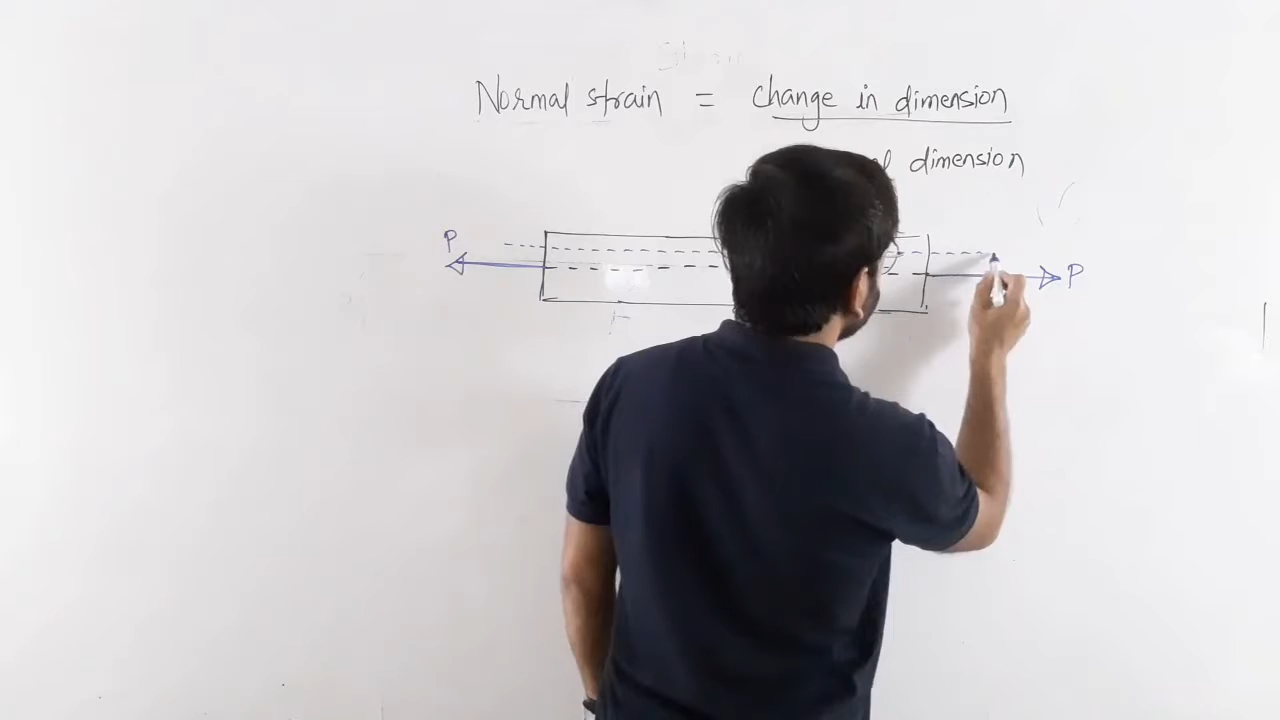 Normal strain = change in dimension
dimension
P
P